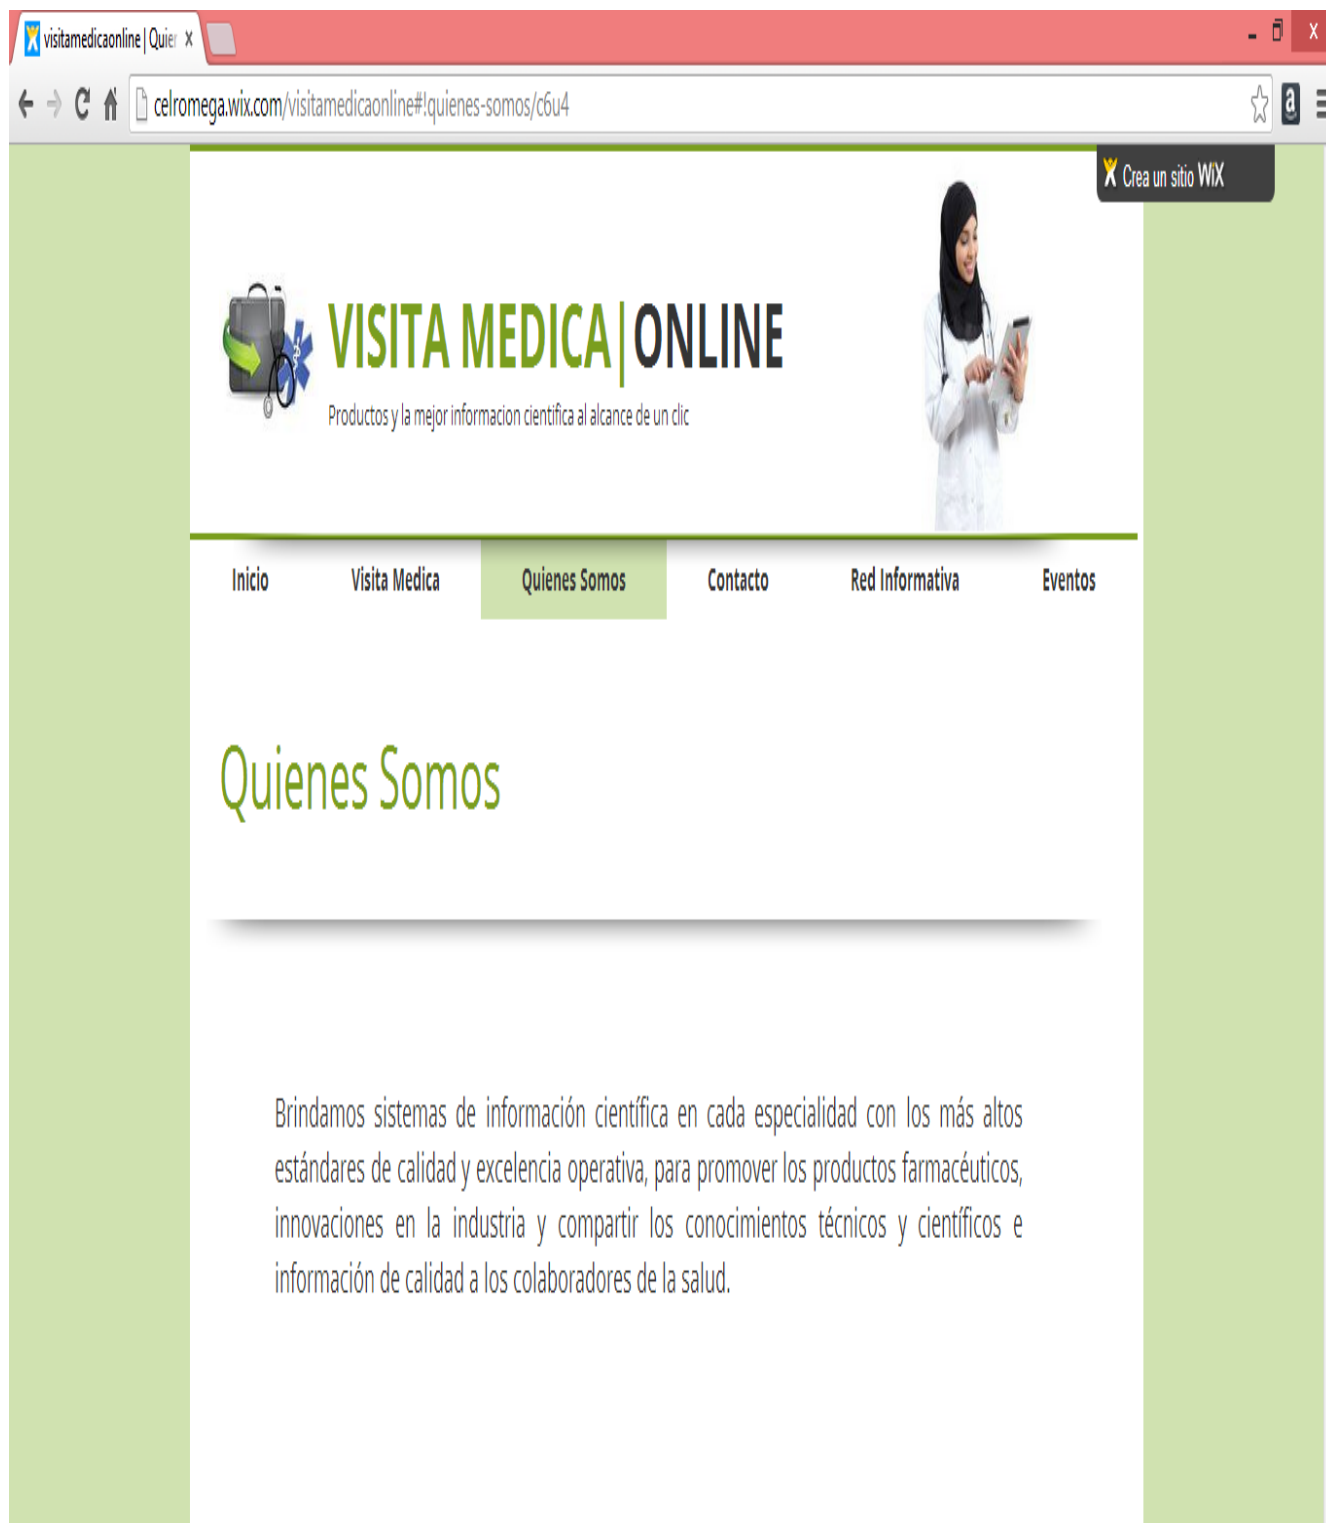 visitamedicaonline | Quier
celromega.wix.com/visitamedicaonline#!quienes-somos/c6u4
Crea un sitio WiX
VISITA MEDICA|ONLINE
Productos y la mejor informacion cientifica al alcance de un clic
Inicio Visita Medica Quienes Somos Contacto Red Informativa Eventos
Quienes Somos
Brindamos sistemas de información científica en cada especialidad con los más altos
estándares de calidad y excelencia operativa, para promover los productos farmacéuticos,
innovaciones en la industria y compartir los conocimientos técnicos y científicos e
información de calidad a los colaboradores de la salud.